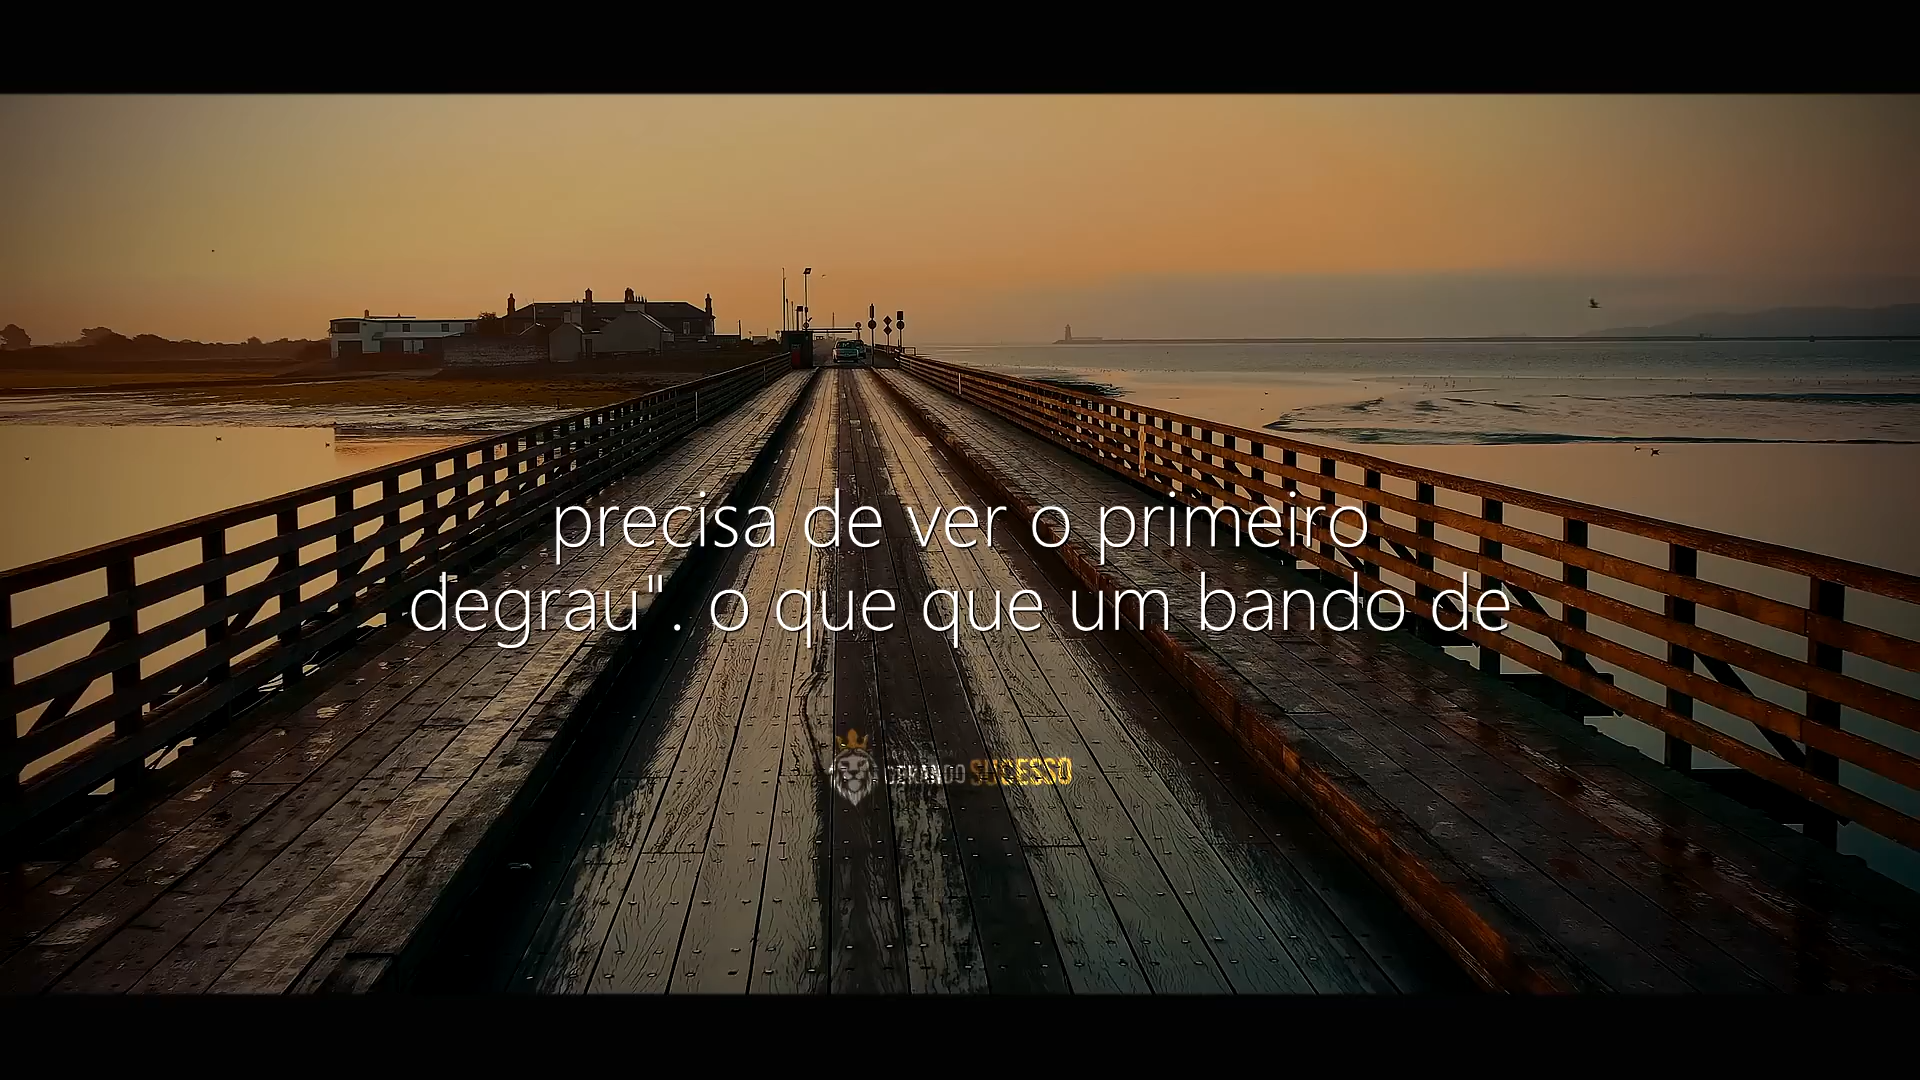 precisa de ver o primeiro
degrau". o que que um bando de
GERANDO SUCESSO